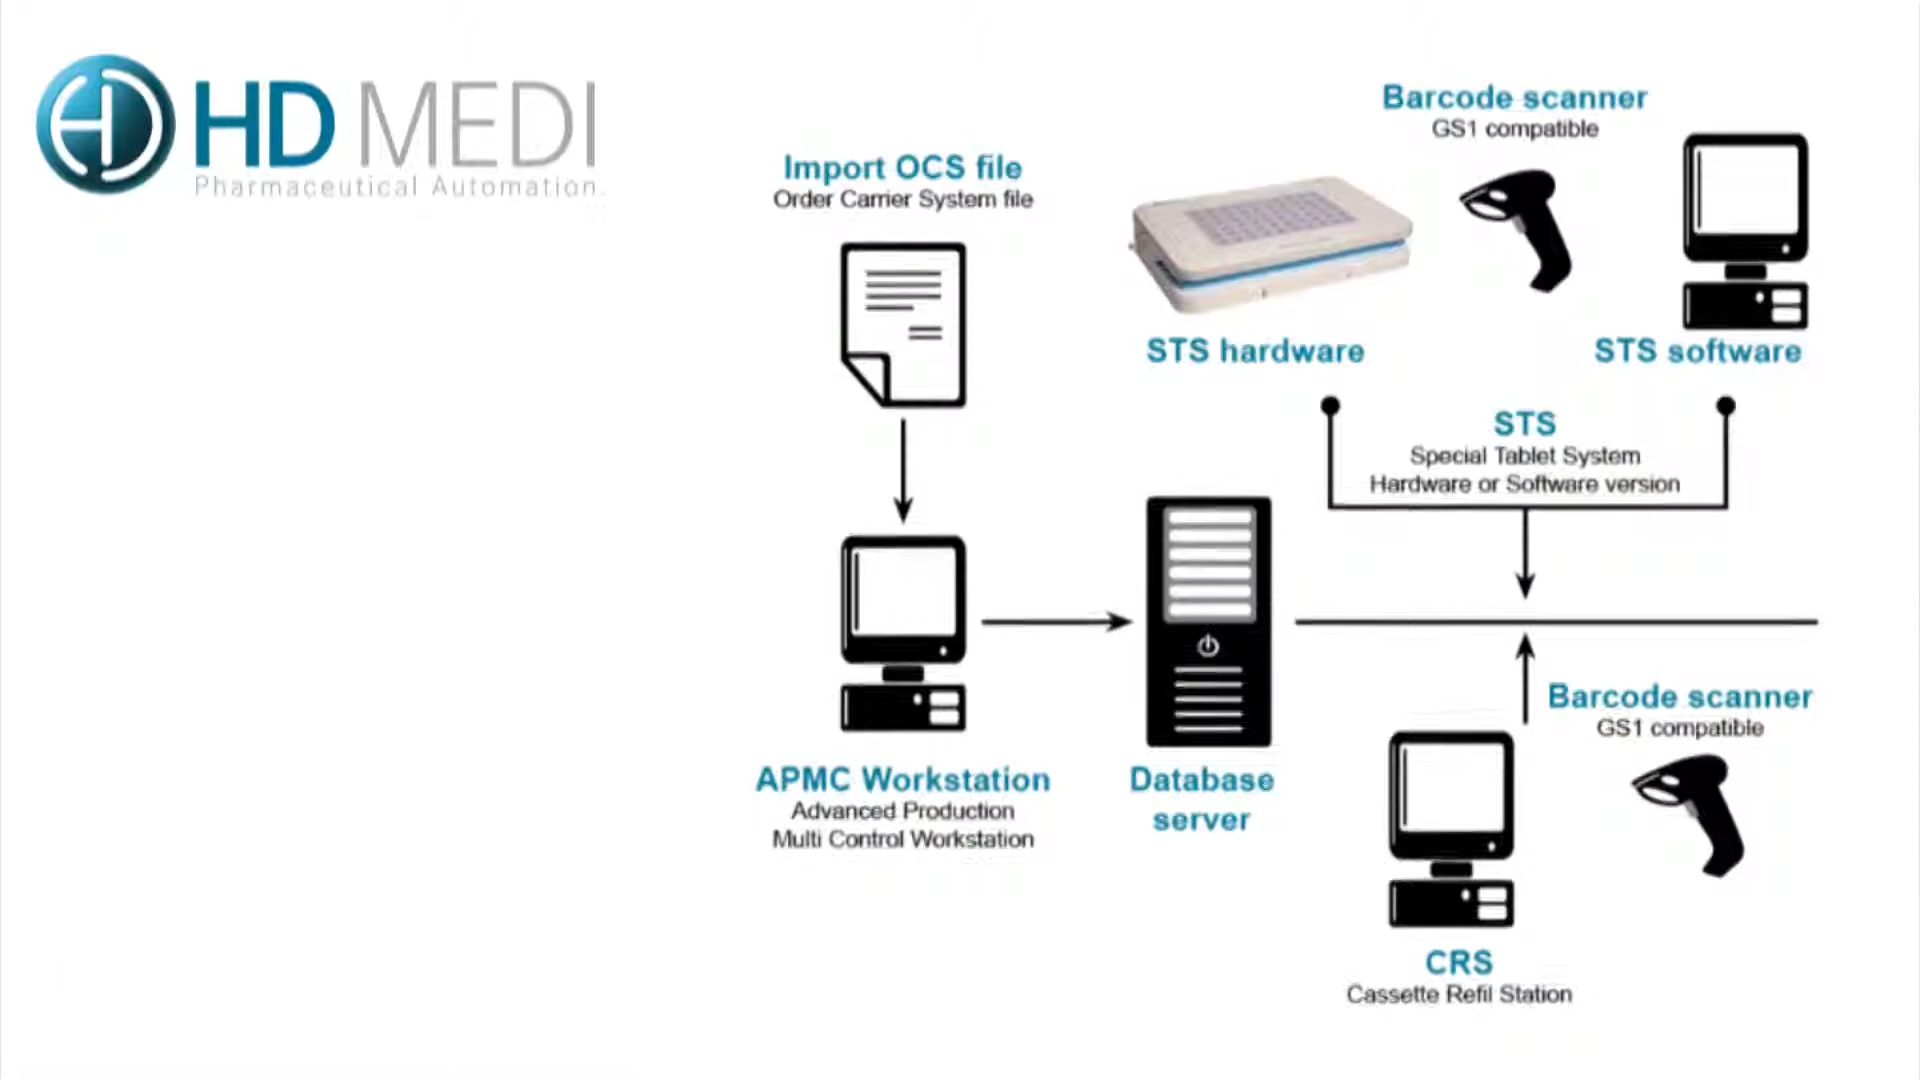 HD MEDI
Pharmaceutical Automation.
Import OCS file
Order Carrier System file
Barcode scanner
GS1 compatible
STS hardware
STS software
STS
Special Tablet System
Hardware or Software version
APMC Workstation
Advanced Production
Multi Control Workstation
Database
server
Barcode scanner
GS1 compatible
CRS
Cassette Refil Station